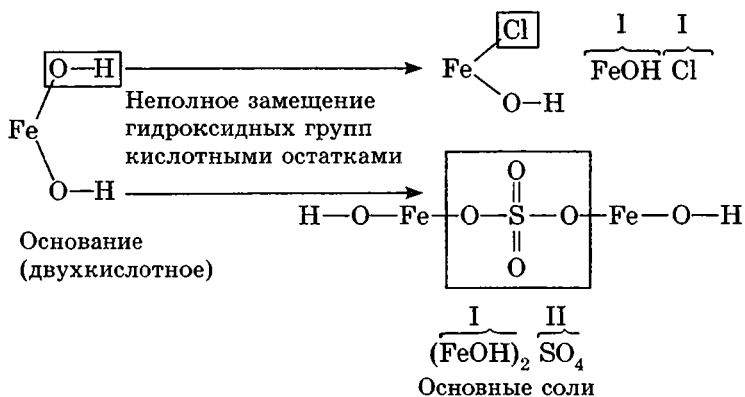 O—H
Fe
O—H
Основание
(двухкислотное)
Неполное замещение
гидроксидных групп
кислотными остатками
Cl
Fe
O—H
I I
FeOH Cl
O
H—O—Fe—O—S—O—Fe—O—H
O
I II
(FeOH)₂ SO₄
Основные соли